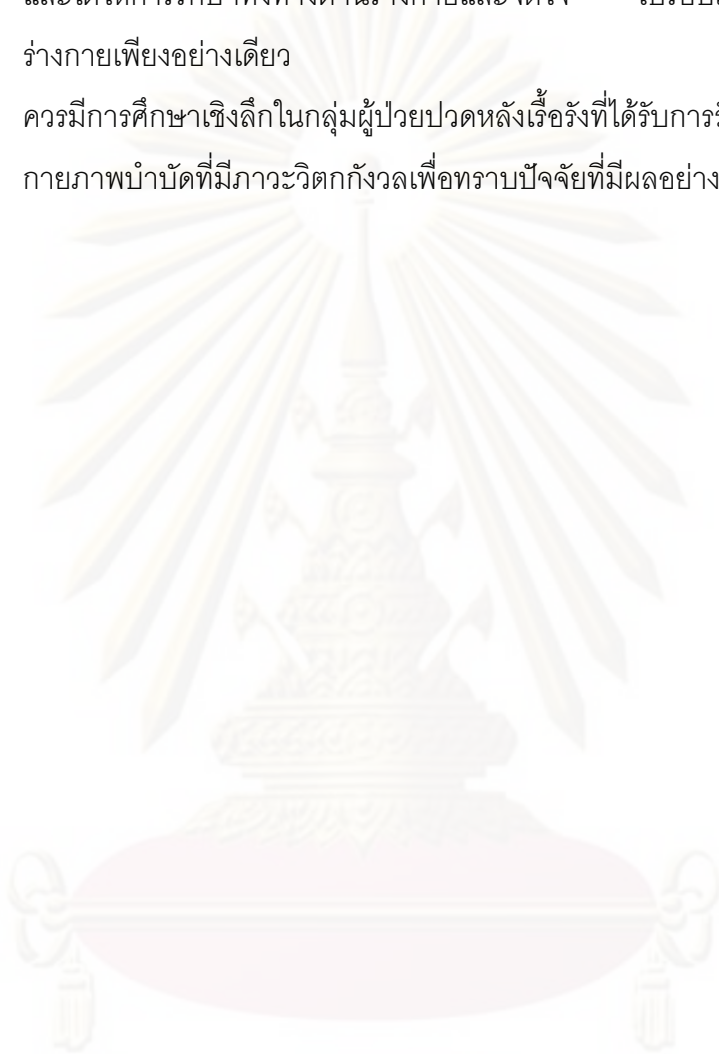 ร่างกายเพียงอย่างเดียว
ควรมีการศึกษาเชิงลึกในกลุ่มผู้ป่วยปวดหลังเรื้อรังที่ได้รับการ
กายภาพบำบัดที่มีภาวะวิตกกังวลเพื่อทราบปัจจัยที่มีผลอย่าง